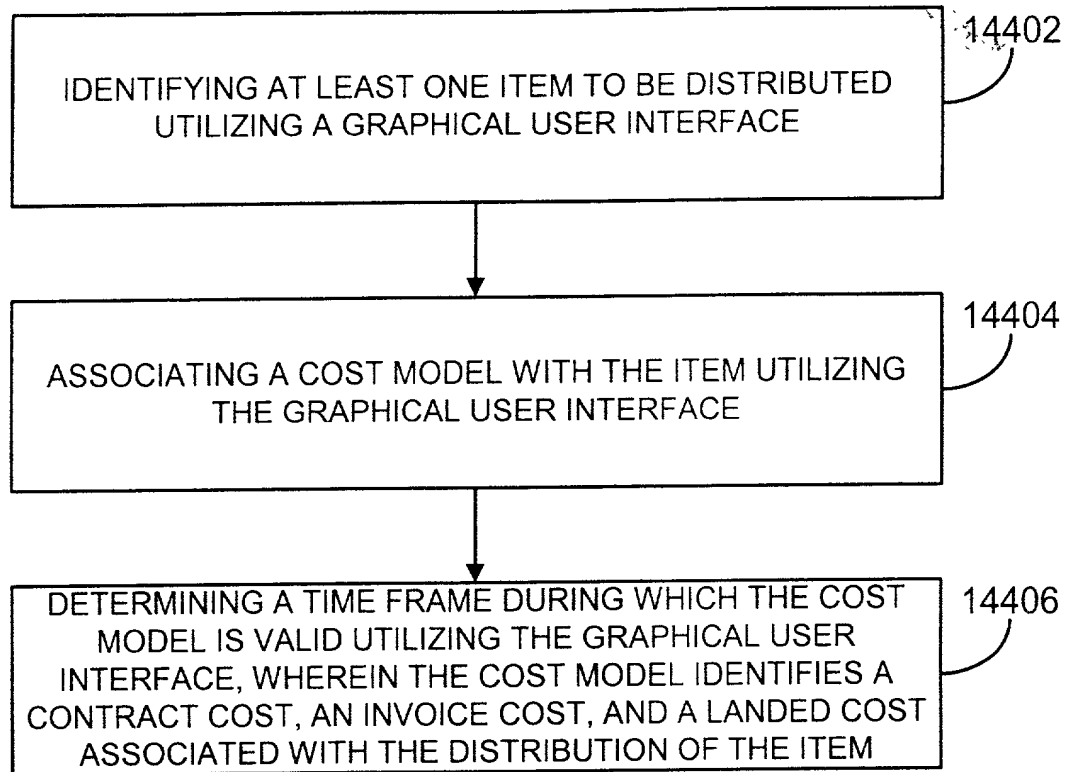 14402
IDENTIFYING AT LEAST ONE ITEM TO BE DISTRIBUTED
UTILIZING A GRAPHICAL USER INTERFACE
14404
ASSOCIATING A COST MODEL WITH THE ITEM UTILIZING
THE GRAPHICAL USER INTERFACE
14406
DETERMINING A TIME FRAME DURING WHICH THE COST
MODEL IS VALID UTILIZING THE GRAPHICAL USER
INTERFACE, WHEREIN THE COST MODEL IDENTIFIES A
CONTRACT COST, AN INVOICE COST, AND A LANDED COST
ASSOCIATED WITH THE DISTRIBUTION OF THE ITEM